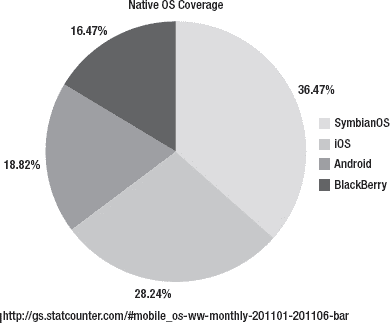 Native OS Coverage
16.47%
36.47%
SymbianOS
iOS
Android
BlackBerry
18.82%
28.24%
http://gs.statcounter.com/#mobile_os-ww-monthly-201101-201106-bar